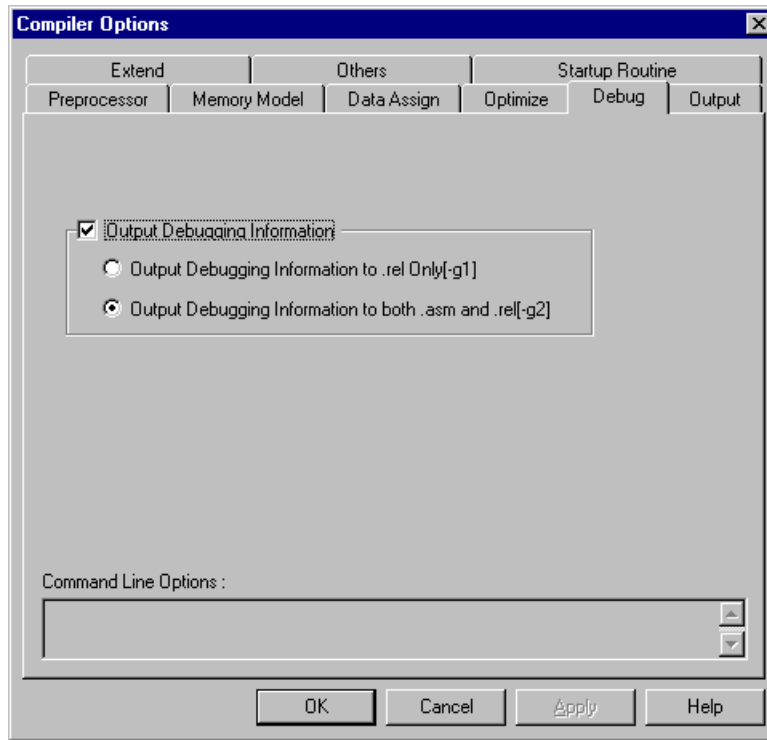 Compiler Options
Extend Others Startup Routine
Preprocessor Memory Model Data Assign Optimize Debug Output
Output Debugging Information
Output Debugging Information to .rel Only[-g1]
Output Debugging Information to both .asm and .rel[-g2]
Command Line Options :
OK Cancel Apply Help